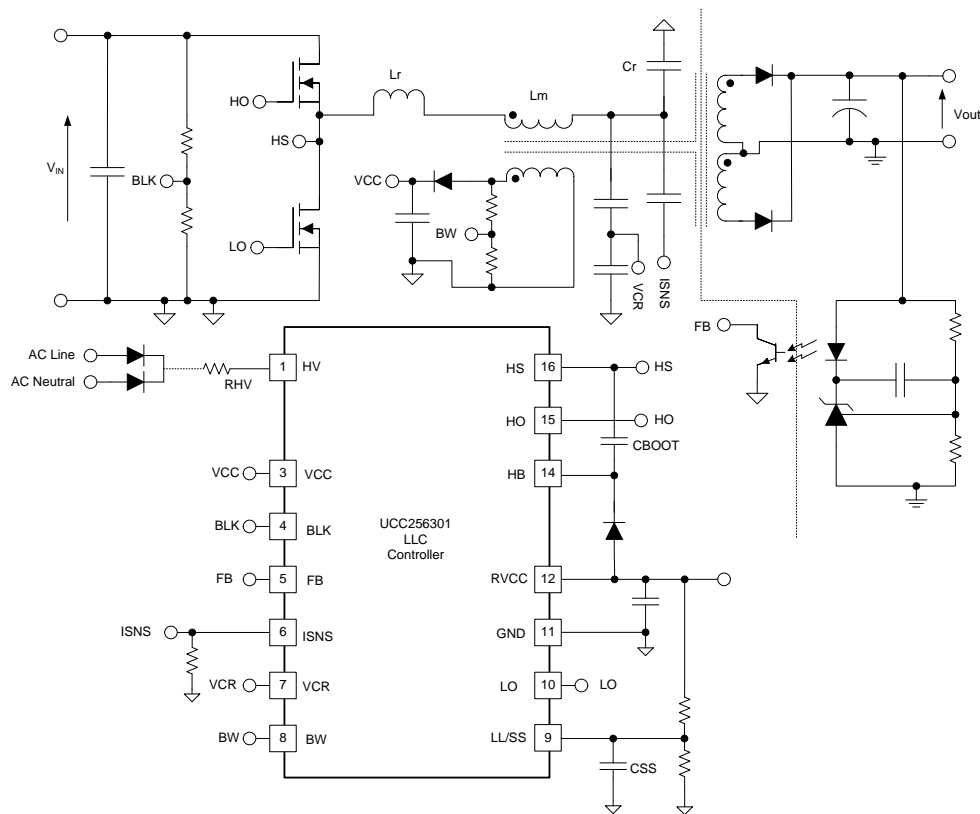 Cr
Lr
Lm
HO
Vout
HS
VIN
BLK
VCC
BW
LO
VCR
ISNS
FB
AC Line
AC Neutral
RHV
1 HV
HS 16 HS
HO 15 HO
CBOOT
VCC 3 VCC
HB 14
BLK 4 BLK
UCC256301
LLC
Controller
FB 5 FB
RVCC 12
ISNS 6 ISNS
GND 11
VCR 7 VCR
LO 10 LO
BW 8 BW
LL/SS 9
CSS